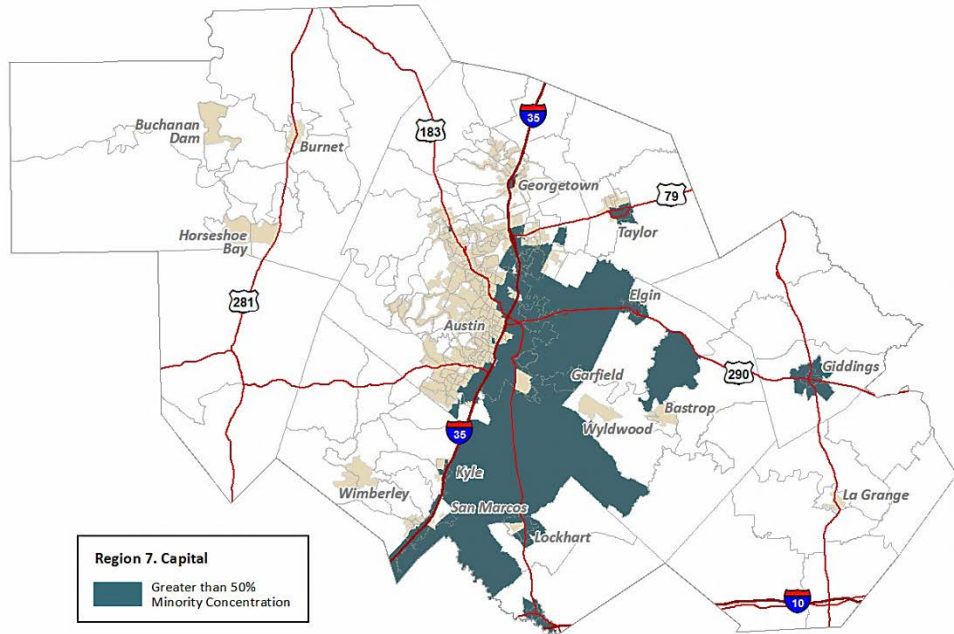 35
183
Buchanan
Dam
Burnet
Georgetown
79
Taylor
Horseshoe
Bay
281
Elgin
Austin
290
Giddings
Garfield
Bastrop
Wyldwood
35
Kyle
Wimberley
La Grange
San Marcos
Lockhart
Region 7. Capital
Greater than 50%
Minority Concentration
10